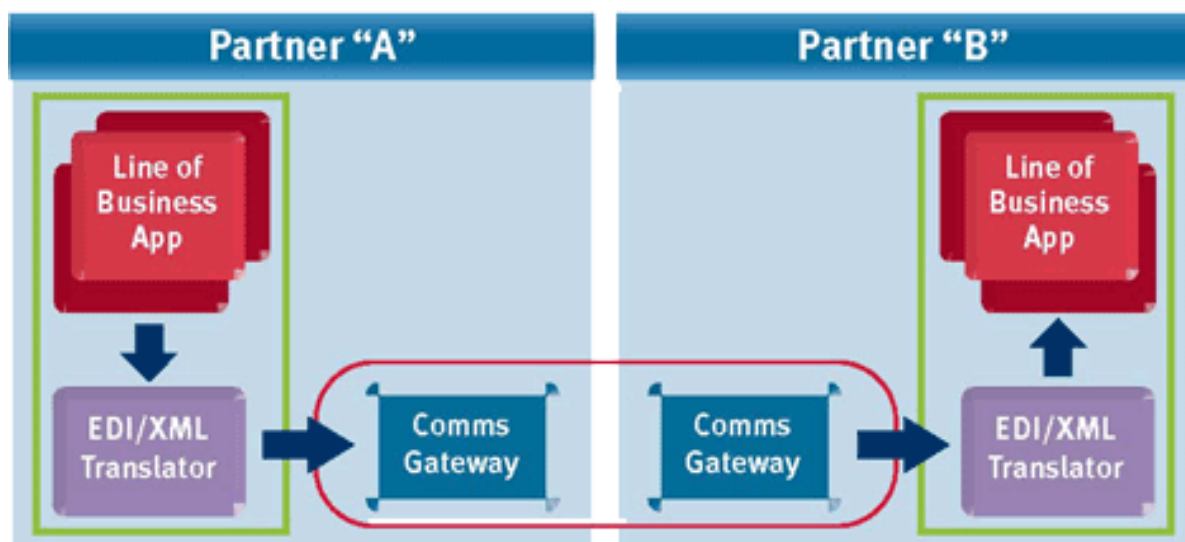 Partner “A”
Partner “B”
Line of
Business
App
Line of
Business
App
EDI/XML
Translator
Comms
Gateway
Comms
Gateway
EDI/XML
Translator